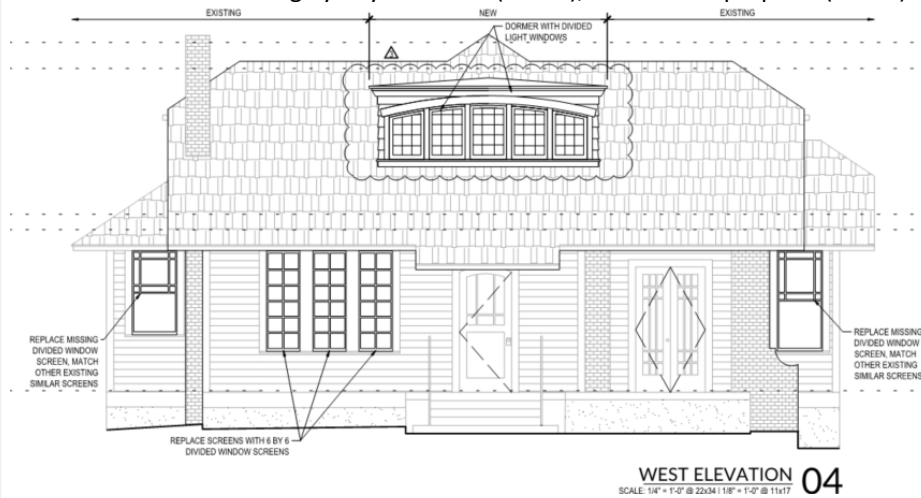 EXISTING
NEW
EXISTING
DORMER WITH DIVIDED
LIGHT WINDOWS
REPLACE MISSING
DIVIDED WINDOW
SCREEN, MATCH
OTHER EXISTING
SIMILAR SCREENS
REPLACE MISSING
DIVIDED WINDOW
SCREEN, MATCH
OTHER EXISTING
SIMILAR SCREENS
REPLACE SCREENS WITH 6 BY 6
DIVIDED WINDOW SCREENS
WEST ELEVATION 04
SCALE: 1/4" = 1'-0" @ 22x34 | 1/8" = 1'-0" @ 11x17